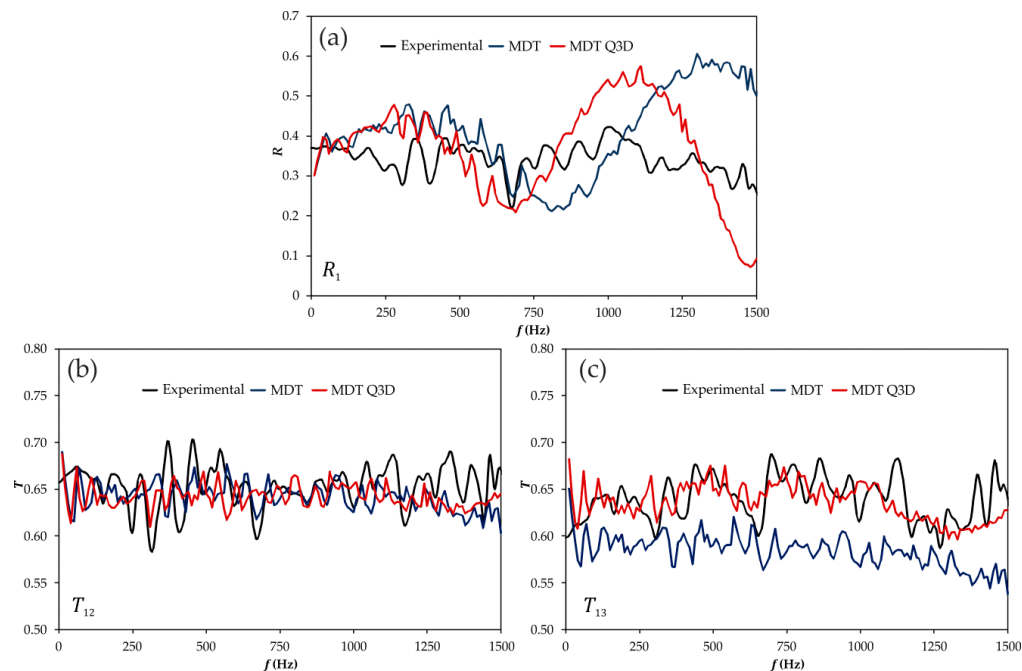 (a)
Experimental MDT MDT Q3D
0.7
0.6
0.5
0.4
0.3
0.2
0.1
0
R
R1
0 250 500 750 1000 1250 1500
f (Hz)
(b)
Experimental MDT MDT Q3D
0.80
0.75
0.70
0.65
0.60
0.55
0.50
T
T12
0 250 500 750 1000 1250 1500
f (Hz)
(c)
Experimental MDT MDT Q3D
0.80
0.75
0.70
0.65
0.60
0.55
0.50
T
T13
0 250 500 750 1000 1250 1500
f (Hz)